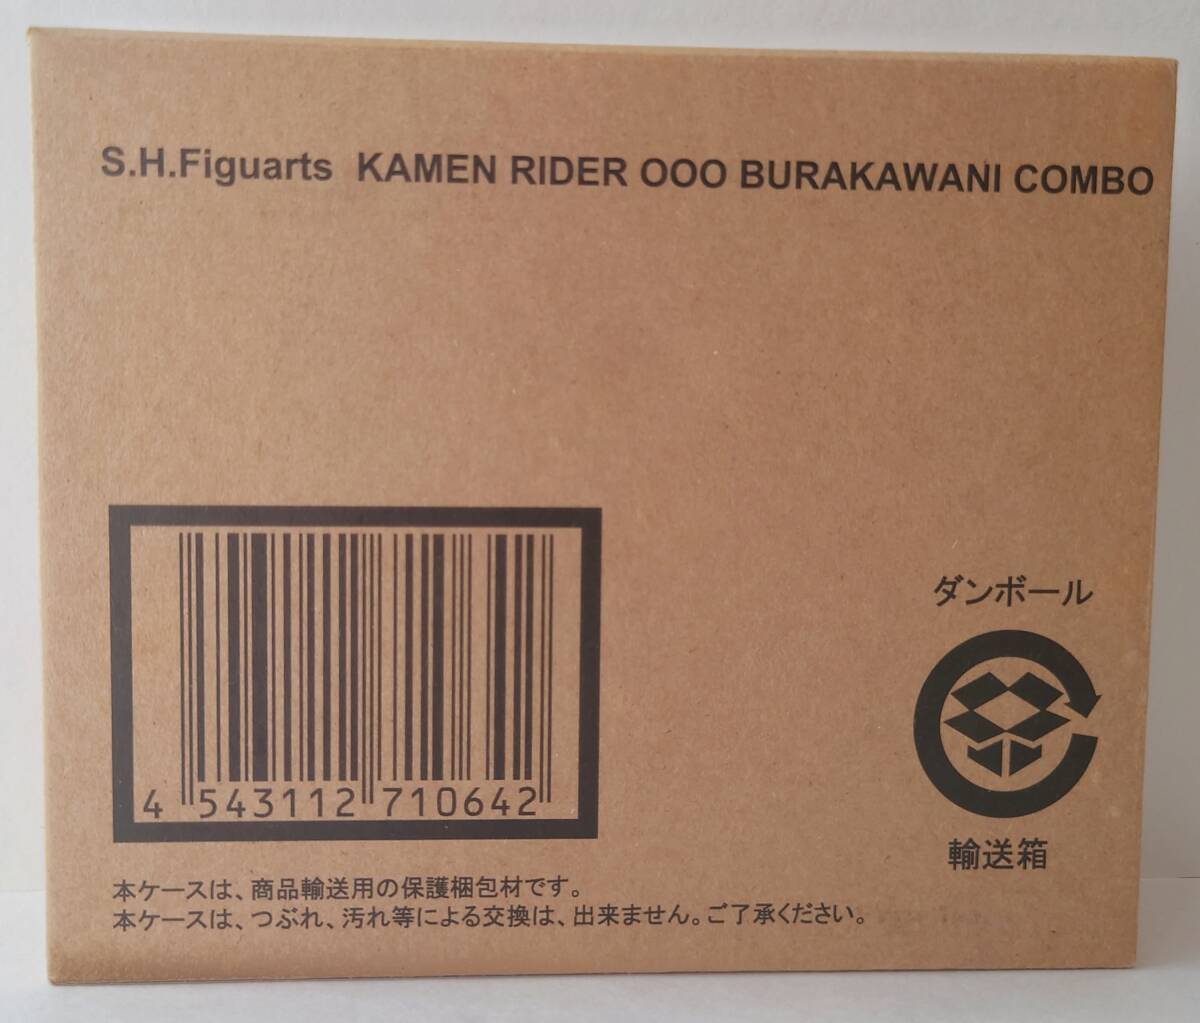 S.H.Figuarts KAMEN RIDER OOO BURAKAWANI COMBO
4 543112 710642
ダンボール
輸送箱
本ケースは、商品輸送用の保護梱包材です。
本ケースは、つぶれ、汚れ等による交換は、出来ません。ご了承ください。